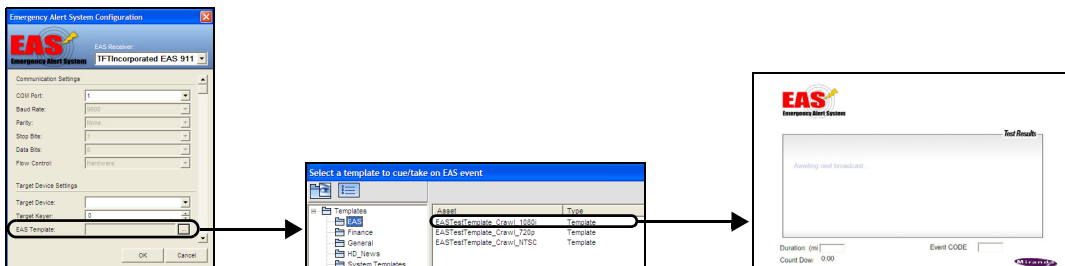 Emergency Alert System Configuration
EAS
Emergency Alert System
EAS Receiver:
TFTIncorporated EAS 911
Communication Settings
COM Port: 1
Baud Rate: 9600
Parity: None
Stop Bits: 1
Data Bits: 8
Flow Control: Hardware
Target Device Settings
Target Device:
Target Keyer: 0
EAS Template: ...
OK Cancel
Select a template to cue/take on EAS event
Templates
EAS
Finance
General
HD_News
System Templates
Asset Type
EASTestTemplate_Crawl_1080i Template
EASTestTemplate_Crawl_720p Template
EASTestTemplate_Crawl_NTSC Template
EAS
Emergency Alert System
Test Results
Awaiting next broadcast...
Duration: (mi
Event CODE
Count Dow: 0:00
Miranda